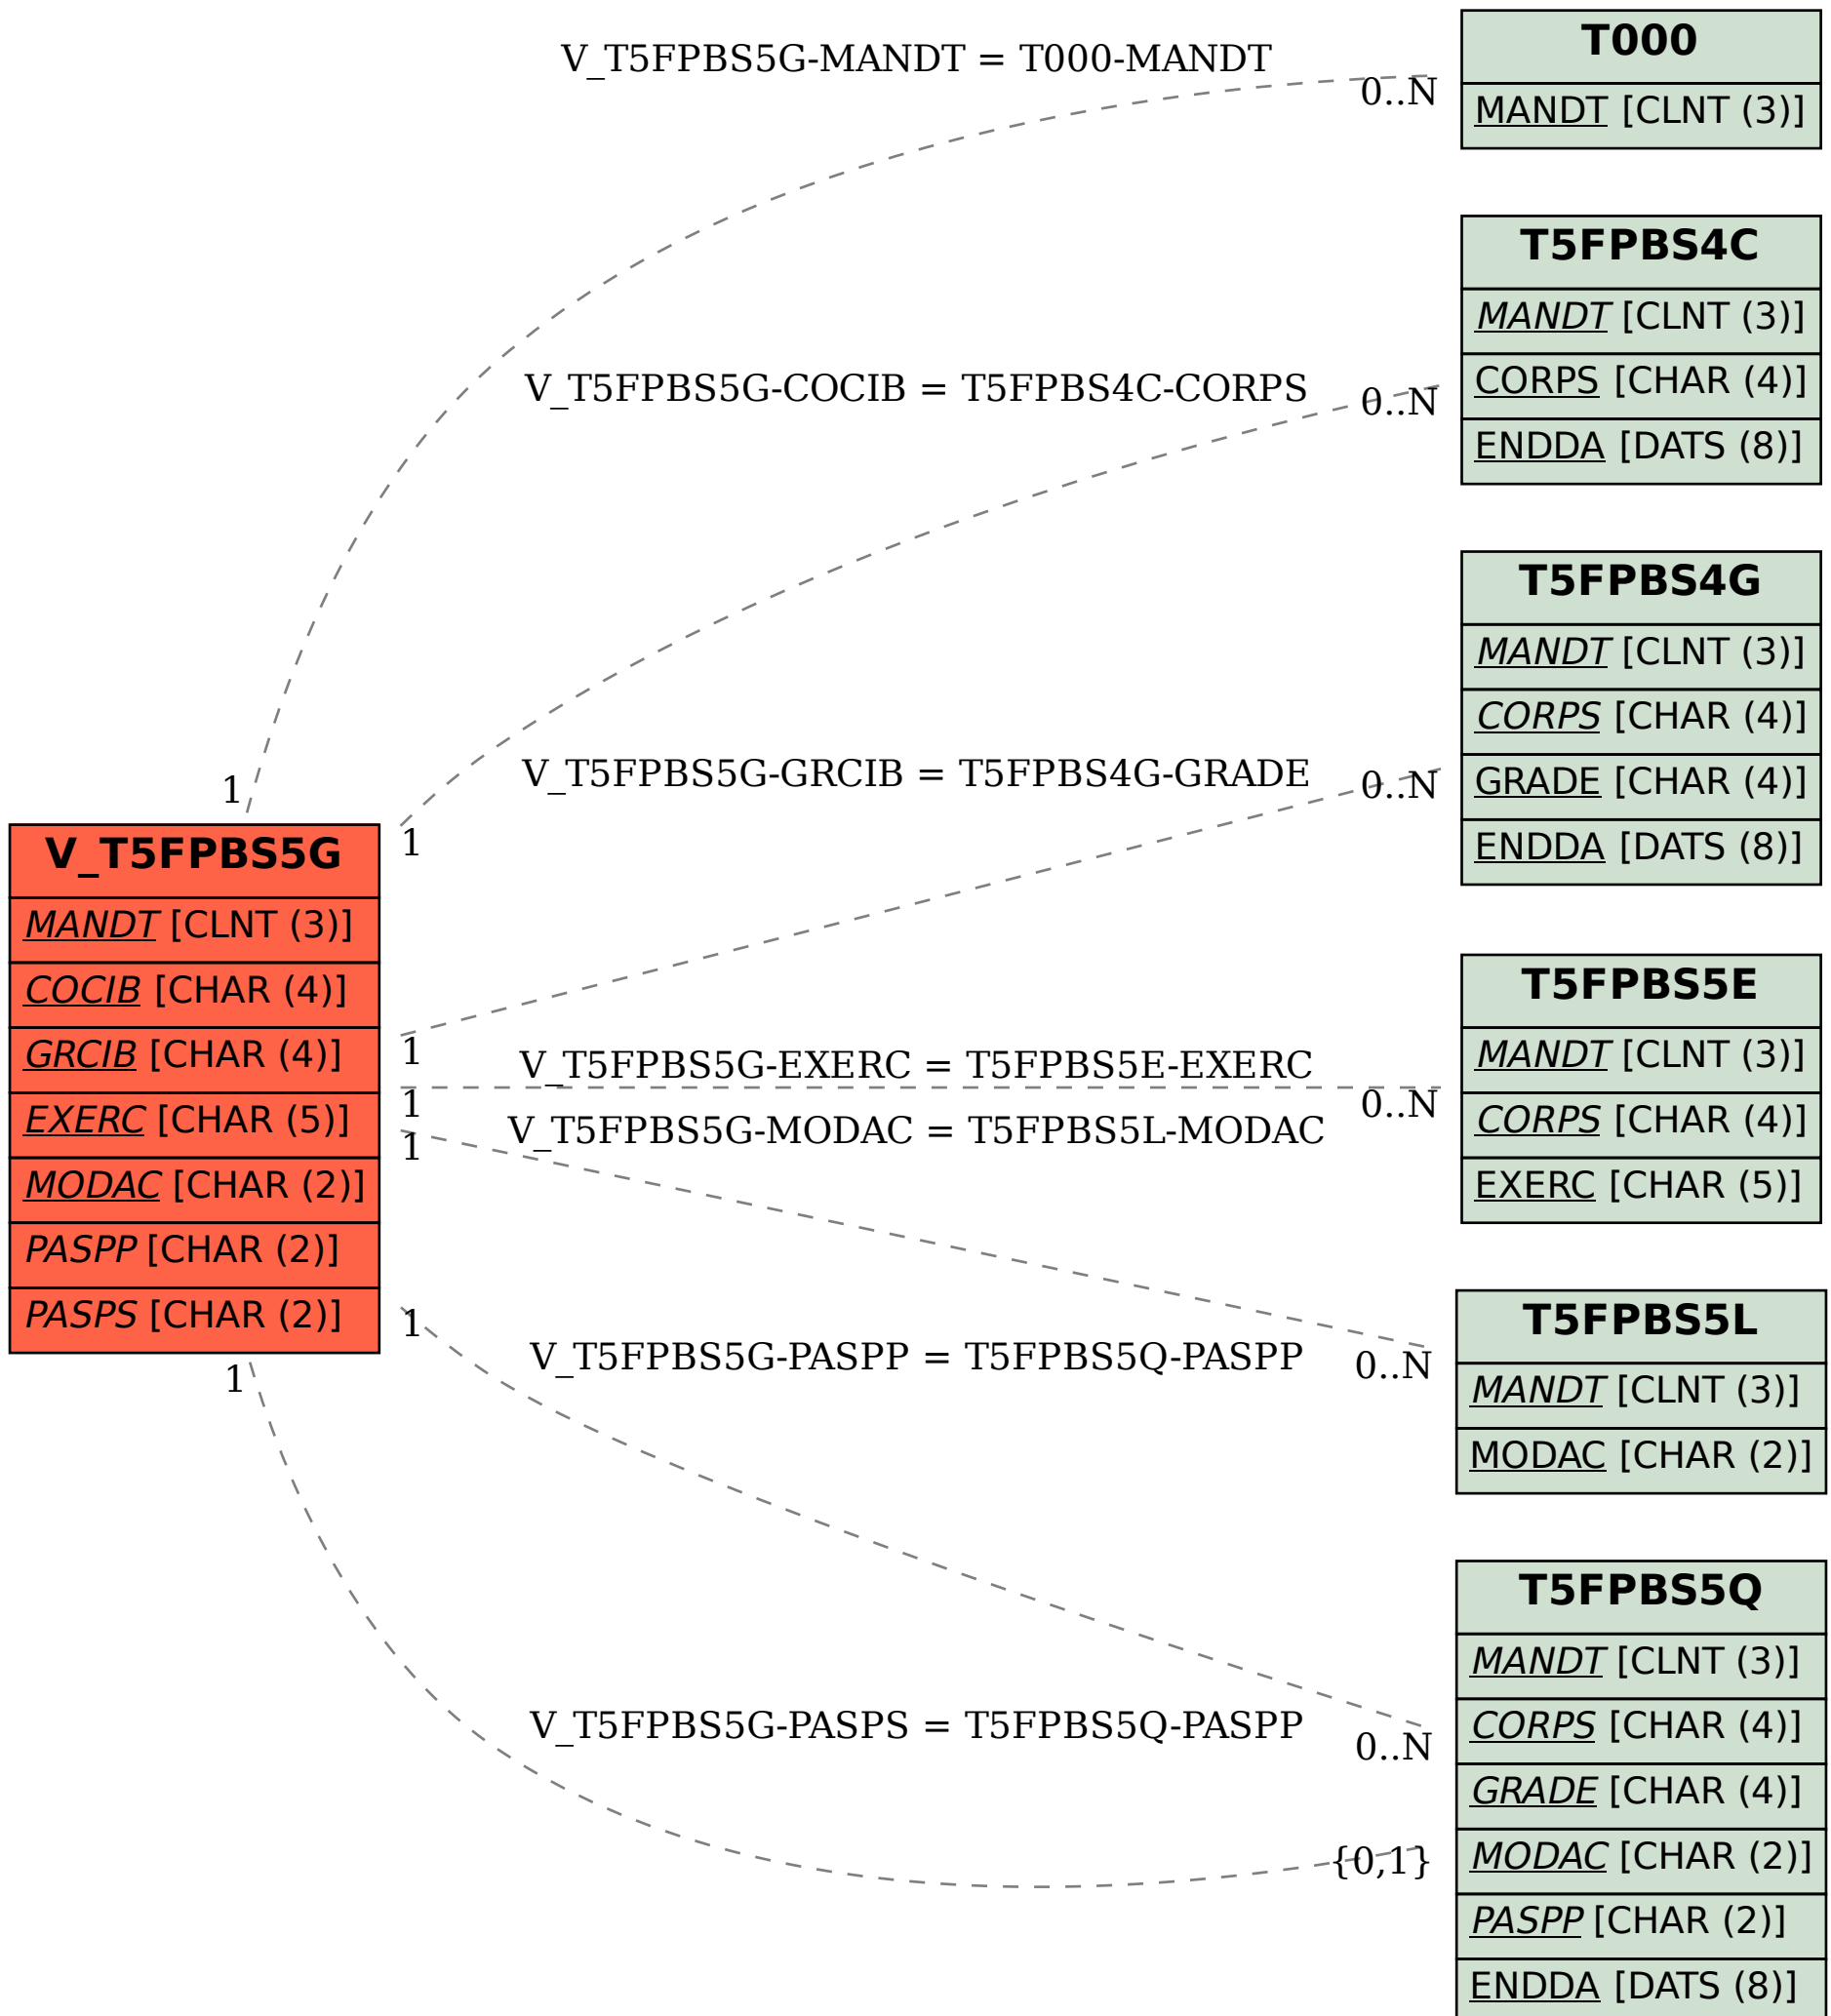 V_T5FPBS5G-MANDT = T000-MANDT
0..N
1
T000
MANDT [CLNT (3)]
V_T5FPBS5G-COCIB = T5FPBS4C-CORPS
0..N
1
T5FPBS4C
MANDT [CLNT (3)]
CORPS [CHAR (4)]
ENDDA [DATS (8)]
V_T5FPBS5G-GRCIB = T5FPBS4G-GRADE
0..N
1
T5FPBS4G
MANDT [CLNT (3)]
CORPS [CHAR (4)]
GRADE [CHAR (4)]
ENDDA [DATS (8)]
V_T5FPBS5G
MANDT [CLNT (3)]
COCIB [CHAR (4)]
GRCIB [CHAR (4)]
EXERC [CHAR (5)]
MODAC [CHAR (2)]
PASPP [CHAR (2)]
PASPS [CHAR (2)]
V_T5FPBS5G-EXERC = T5FPBS5E-EXERC
0..N
1
T5FPBS5E
MANDT [CLNT (3)]
CORPS [CHAR (4)]
EXERC [CHAR (5)]
V_T5FPBS5G-MODAC = T5FPBS5L-MODAC
1
0..N
T5FPBS5L
MANDT [CLNT (3)]
MODAC [CHAR (2)]
V_T5FPBS5G-PASPP = T5FPBS5Q-PASPP
1
0..N
V_T5FPBS5G-PASPS = T5FPBS5Q-PASPP
1
{0,1}
T5FPBS5Q
MANDT [CLNT (3)]
CORPS [CHAR (4)]
GRADE [CHAR (4)]
MODAC [CHAR (2)]
PASPP [CHAR (2)]
ENDDA [DATS (8)]